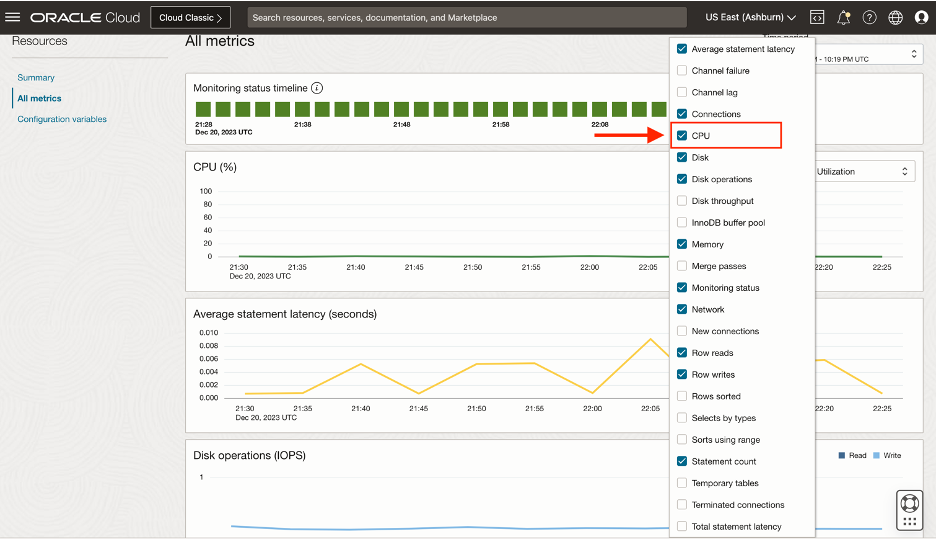 ORACLE Cloud
Cloud Classic >
Search resources, services, documentation, and Marketplace
US East (Ashburn)
Resources
Summary
All metrics
Configuration variables
All metrics
Time period
- 10:19 PM UTC
Monitoring status timeline
21:28 21:38 21:48 21:58 22:08
Dec 20, 2023 UTC
CPU (%)
Utilization
100
80
60
40
20
0
21:30 21:35 21:40 21:45 21:50 21:55 22:00 22:05 22:20 22:25
Dec 20, 2023 UTC
Average statement latency (seconds)
0.010
0.008
0.006
0.004
0.002
0.000
21:30 21:35 21:40 21:45 21:50 21:55 22:00 22:05 22:20 22:25
Dec 20, 2023 UTC
Disk operations (IOPS)
Read Write
1
Average statement latency
Channel failure
Channel lag
Connections
CPU
Disk
Disk operations
Disk throughput
InnoDB buffer pool
Memory
Merge passes
Monitoring status
Network
New connections
Row reads
Row writes
Rows sorted
Selects by types
Sorts using range
Statement count
Temporary tables
Terminated connections
Total statement latency